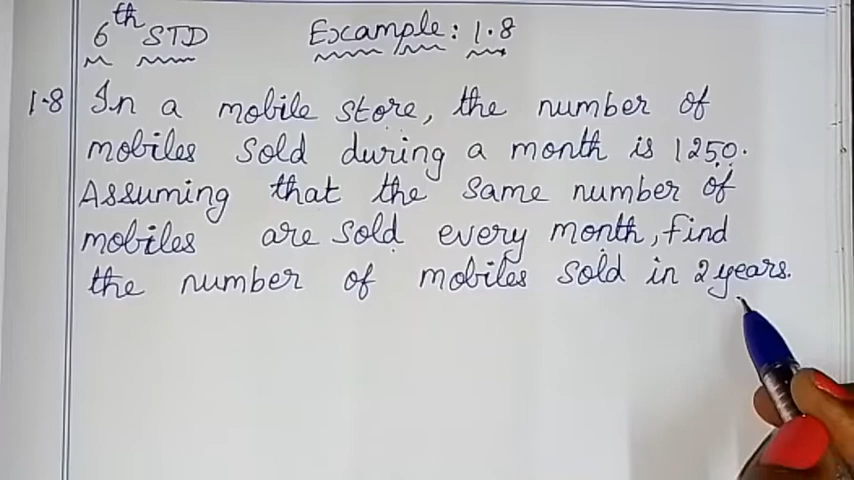 6th STD Example: 1.8
1.8 In a mobile store, the number of
mobiles sold during a month is 1250.
Assuming that the same number of
mobiles are sold every month, find
the number of mobiles sold in 2 years.